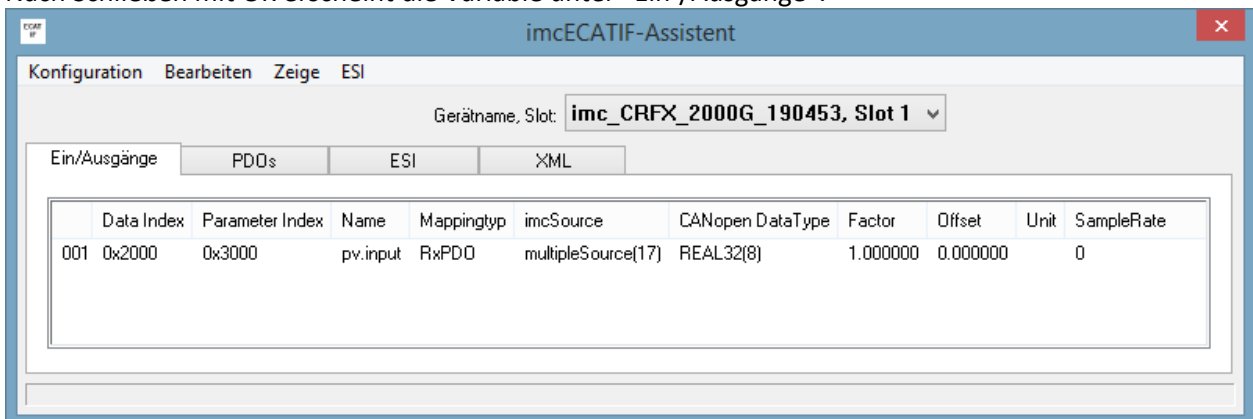 Nach Schließen mit OK erscheint die Variable unter "Ein-/Ausgänge".
ECAT
IF
imcECATIF-Assistent
Konfiguration Bearbeiten Zeige ESI
Gerätname, Slot: imc_CRFX_2000G_190453, Slot 1
Ein/Ausgänge PDOs ESI XML
Data Index Parameter Index Name Mappingtyp imcSource CANopen DataType Factor Offset Unit SampleRate
001 0x2000 0x3000 pv.input RxPDO multipleSource(17) REAL32(8) 1.000000 0.000000 0